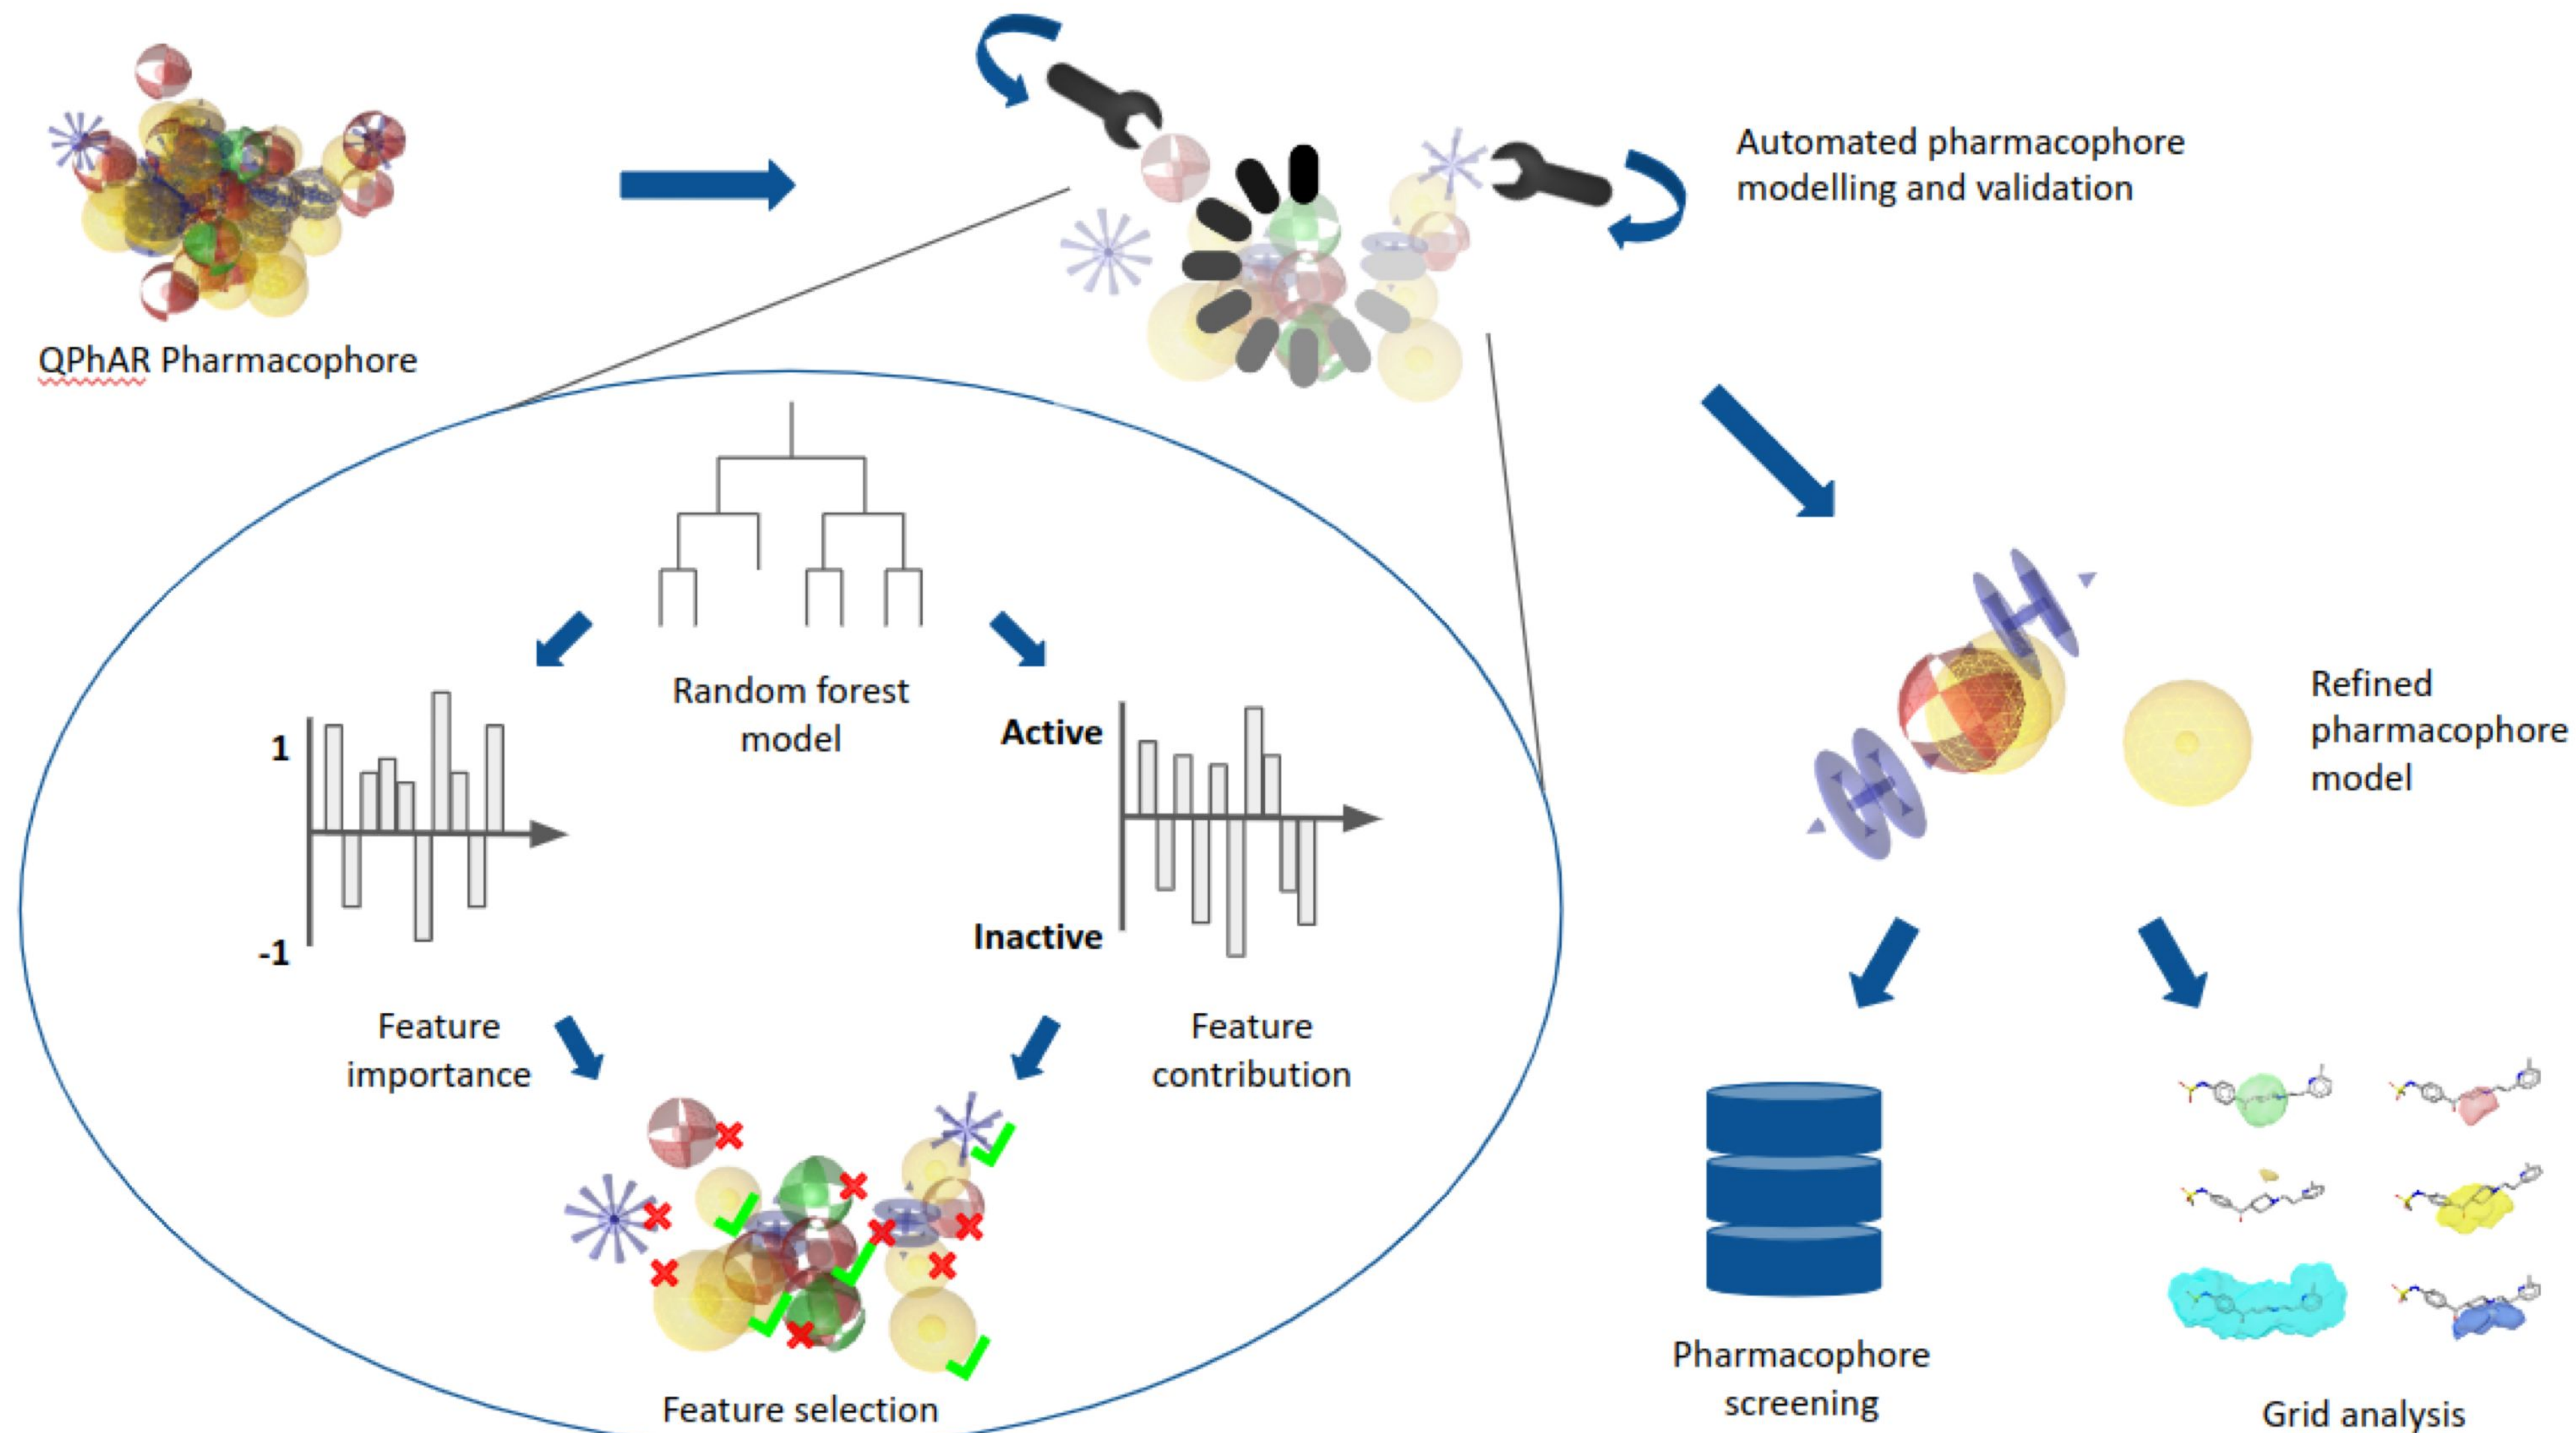 QPhAR Pharmacophore
Automated pharmacophore
modelling and validation
Random forest
model
1
-1
Active
Inactive
Feature
importance
Feature
contribution
Feature selection
Refined
pharmacophore
model
Pharmacophore
screening
Grid analysis